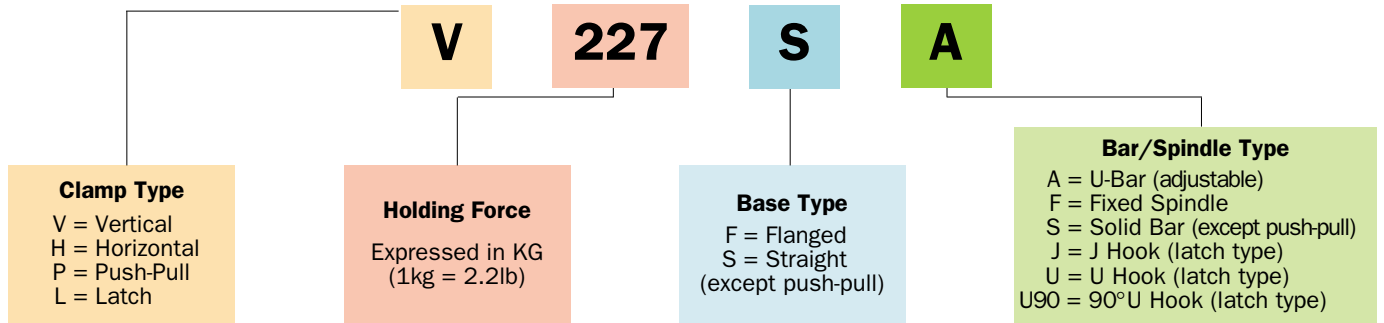 V 227 S A
Clamp Type
V = Vertical
H = Horizontal
P = Push-Pull
L = Latch
Holding Force
Expressed in KG
(1kg = 2.2lb)
Base Type
F = Flanged
S = Straight
(except push-pull)
Bar/Spindle Type
A = U-Bar (adjustable)
F = Fixed Spindle
S = Solid Bar (except push-pull)
J = J Hook (latch type)
U = U Hook (latch type)
U90 = 90°U Hook (latch type)